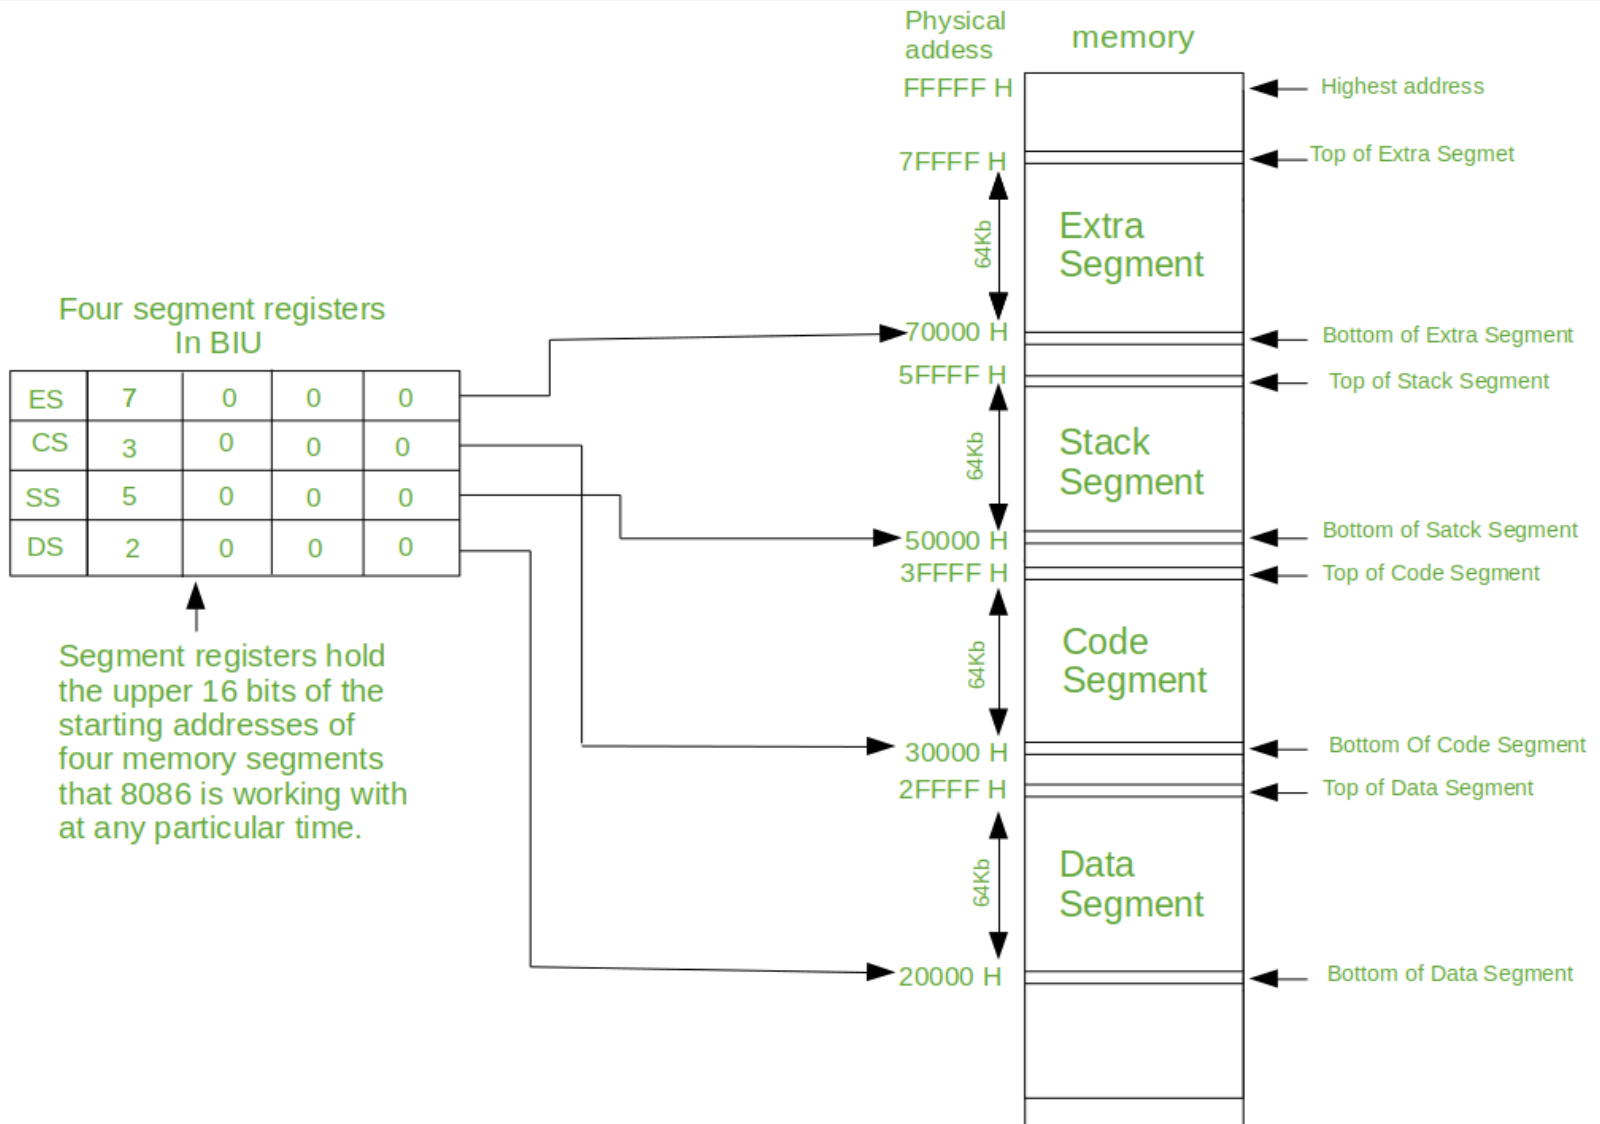 Physical
addess
memory
FFFFF H
Highest address
7FFFF H
Top of Extra Segmet
Extra
Segment
64Kb
70000 H
Bottom of Extra Segment
5FFFF H
Top of Stack Segment
Stack
Segment
64Kb
50000 H
Bottom of Satck Segment
3FFFF H
Top of Code Segment
Code
Segment
64Kb
30000 H
Bottom Of Code Segment
2FFFF H
Top of Data Segment
Data
Segment
64Kb
20000 H
Bottom of Data Segment
Four segment registers
In BIU
ES 7 0 0 0
CS 3 0 0 0
SS 5 0 0 0
DS 2 0 0 0
Segment registers hold
the upper 16 bits of the
starting addresses of
four memory segments
that 8086 is working with
at any particular time.